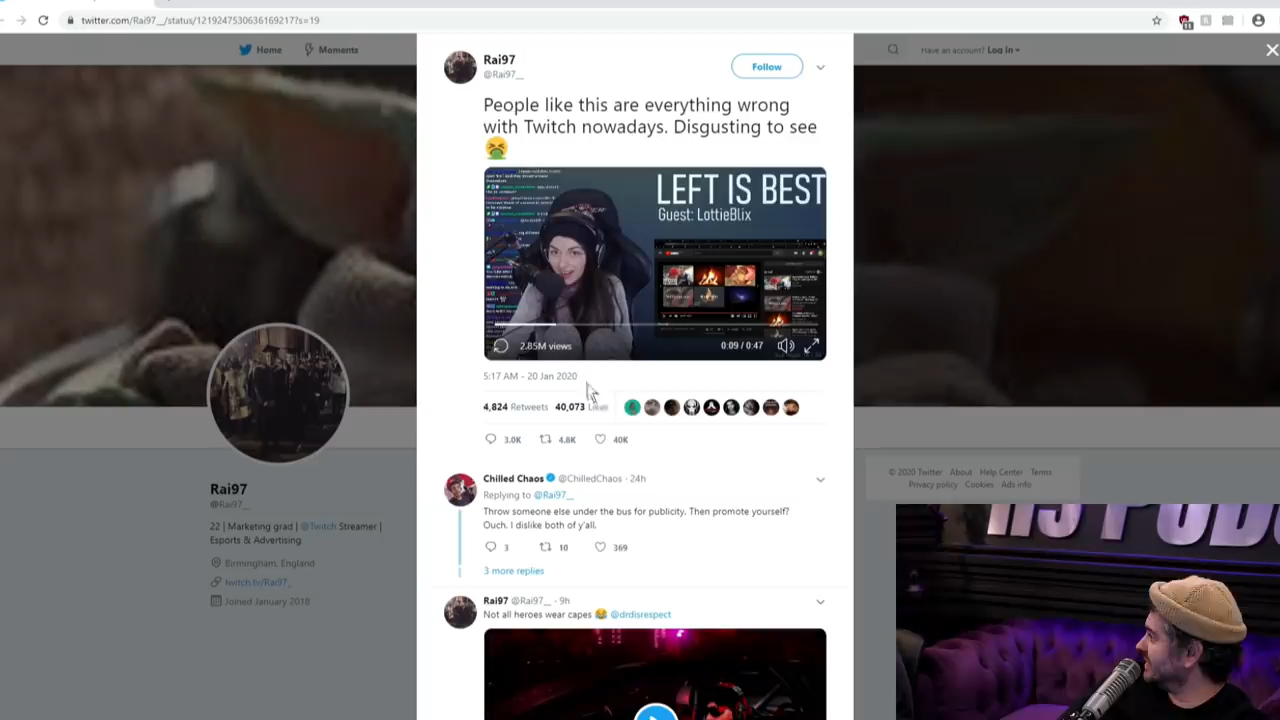 twitter.com/Rai97__/status/1219247530636169217?s=19
Home
Moments
Have an account? Log in
Rai97
@Rai97__
Follow
People like this are everything wrong
with Twitch nowadays. Disgusting to see
LEFT IS BEST
Guest: LottieBlix
2.85M views
0:09 / 0:47
5:17 AM - 20 Jan 2020
4,824 Retweets 40,073 Likes
3.0K 4.8K 40K
Chilled Chaos @ChilledChaos · 24h
Replying to @Rai97__
Throw someone else under the bus for publicity. Then promote yourself?
Ouch. I dislike both of y'all.
3 10 369
3 more replies
Rai97 @Rai97__ · 9h
Not all heroes wear capes @drdisrespect
Rai97
@Rai97__
22 | Marketing grad | @Twitch Streamer |
Esports & Advertising
Birmingham, England
twitch.tv/Rai97_
Joined January 2018
© 2020 Twitter About Help Center Terms
Privacy policy Cookies Ads info
H3 PODC